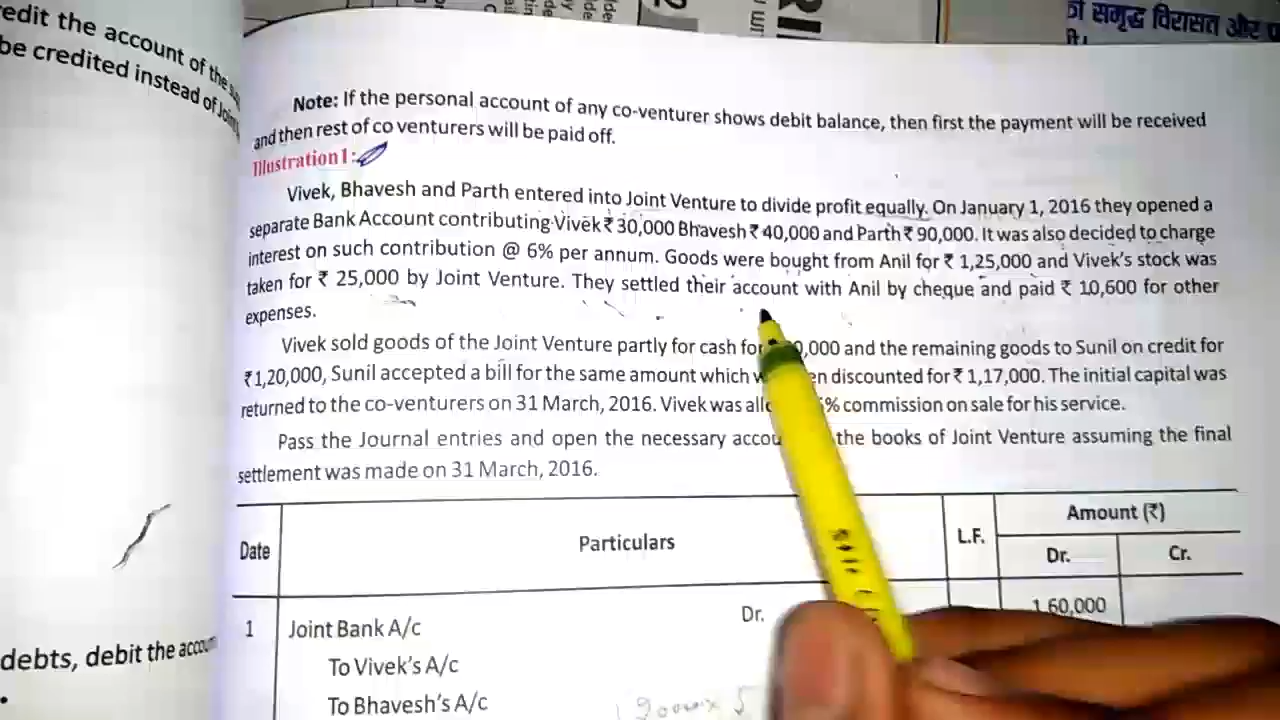 edit the account of the
be credited instead of Join
debts, debit the accou
की समृद्ध विरासत और
Note: If the personal account of any co-venturer shows debit balance, then first the payment will be received
and then rest of co venturers will be paid off.
Illustration1:
Vivek, Bhavesh and Parth entered into Joint Venture to divide profit equally. On January 1, 2016 they opened a
separate Bank Account contributing Vivek ₹ 30,000 Bhavesh ₹ 40,000 and Parth ₹ 90,000. It was also decided to charge
interest on such contribution @ 6% per annum. Goods were bought from Anil for ₹ 1,25,000 and Vivek's stock was
taken for ₹ 25,000 by Joint Venture. They settled their account with Anil by cheque and paid ₹ 10,600 for other
expenses.
Vivek sold goods of the Joint Venture partly for cash for 0,000 and the remaining goods to Sunil on credit for
₹1,20,000, Sunil accepted a bill for the same amount which w en discounted for ₹ 1,17,000. The initial capital was
returned to the co-venturers on 31 March, 2016. Vivek was all % commission on sale for his service.
Pass the Journal entries and open the necessary accou the books of Joint Venture assuming the final
settlement was made on 31 March, 2016.
Date Particulars L.F. Amount (₹)
Dr. Cr.
1 Joint Bank A/c Dr. 1,60,000
To Vivek's A/c
To Bhavesh's A/c